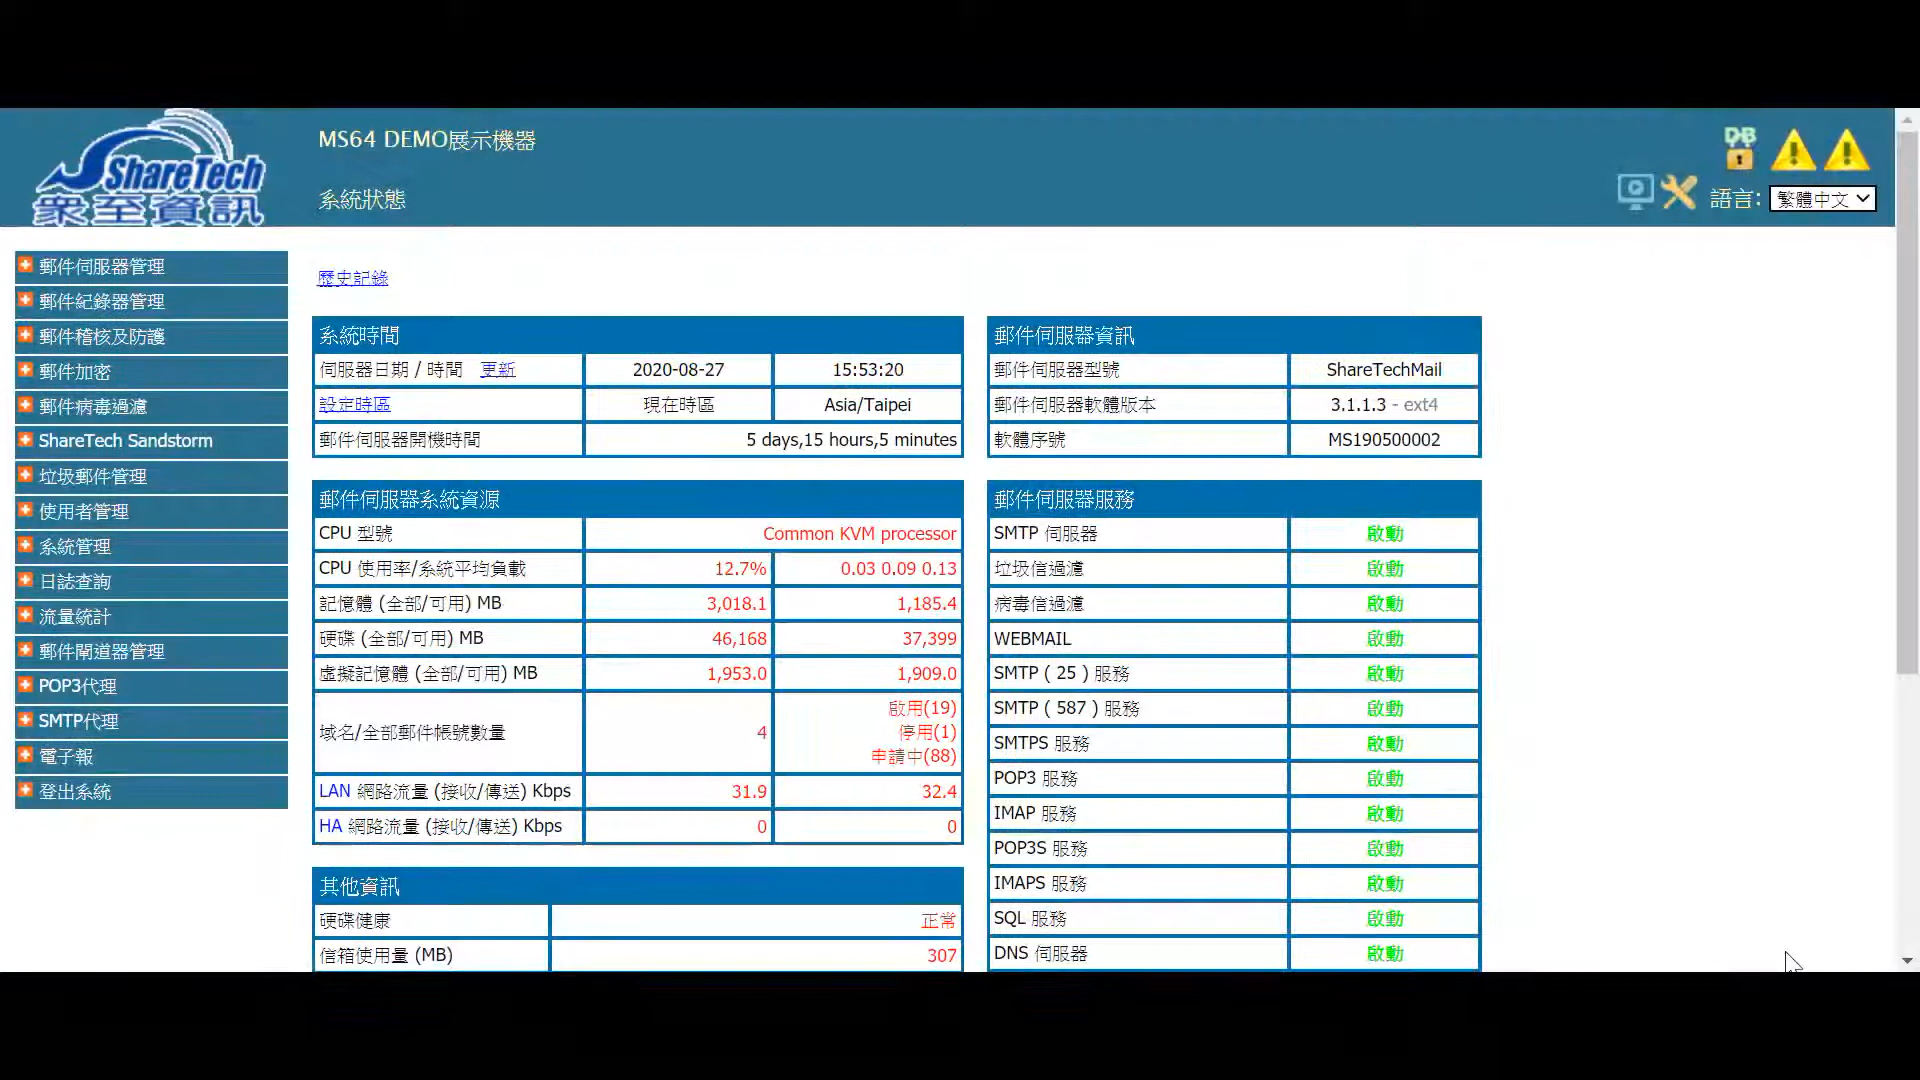 ShareTech
衆至資訊
MS64 DEMO展示機器
系統狀態
DB
語言: 繁體中文
郵件伺服器管理
郵件紀錄器管理
郵件稽核及防護
郵件加密
郵件病毒過濾
ShareTech Sandstorm
垃圾郵件管理
使用者管理
系統管理
日誌查詢
流量統計
郵件閘道器管理
POP3代理
SMTP代理
電子報
登出系統
歷史記錄
系統時間
伺服器日期 / 時間 更新 2020-08-27 15:53:20
設定時區 現在時區 Asia/Taipei
郵件伺服器開機時間 5 days,15 hours,5 minutes
郵件伺服器系統資源
CPU 型號 Common KVM processor
CPU 使用率/系統平均負載 12.7% 0.03 0.09 0.13
記憶體 (全部/可用) MB 3,018.1 1,185.4
硬碟 (全部/可用) MB 46,168 37,399
虛擬記憶體 (全部/可用) MB 1,953.0 1,909.0
域名/全部郵件帳號數量 4
啟用(19)
停用(1)
申請中(88)
LAN 網路流量 (接收/傳送) Kbps 31.9 32.4
HA 網路流量 (接收/傳送) Kbps 0 0
其他資訊
硬碟健康 正常
信箱使用量 (MB) 307
郵件伺服器資訊
郵件伺服器型號 ShareTechMail
郵件伺服器軟體版本 3.1.1.3 - ext4
軟體序號 MS190500002
郵件伺服器服務
SMTP 伺服器 啟動
垃圾信過濾 啟動
病毒信過濾 啟動
WEBMAIL 啟動
SMTP ( 25 ) 服務 啟動
SMTP ( 587 ) 服務 啟動
SMTPS 服務 啟動
POP3 服務 啟動
IMAP 服務 啟動
POP3S 服務 啟動
IMAPS 服務 啟動
SQL 服務 啟動
DNS 伺服器 啟動